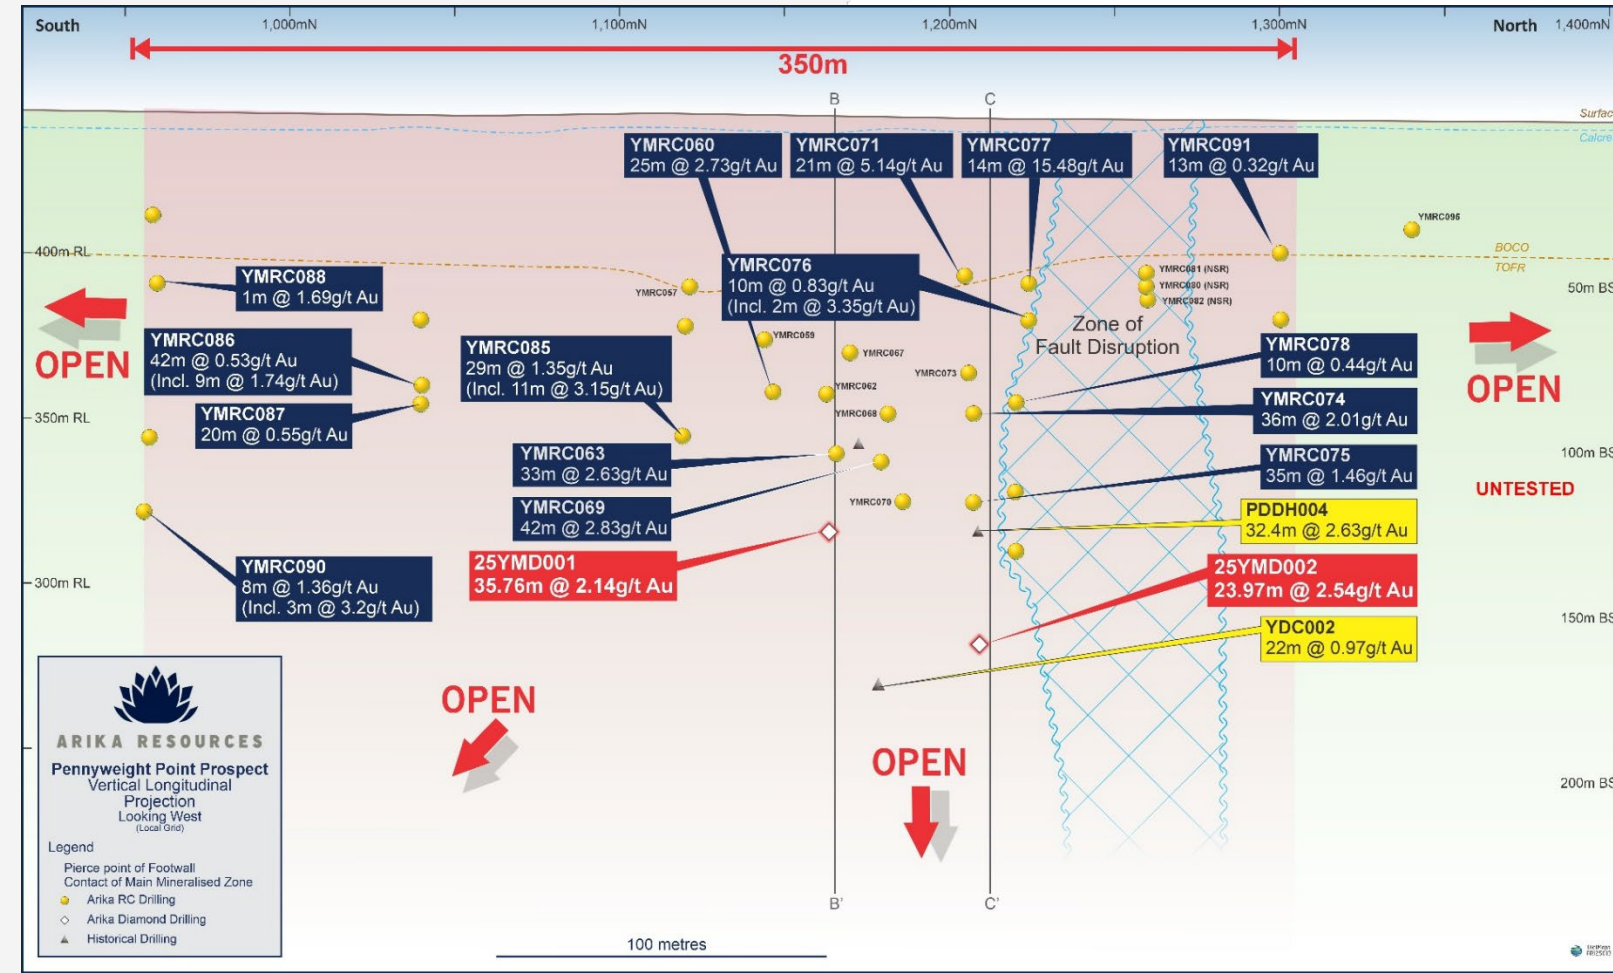 South
1,000mN
1,100mN
1,200mN
1,300mN
North
1,400mN
350m
B
C
Surfac
Calcre
YMRC060
25m @ 2.73g/t Au
YMRC071
21m @ 5.14g/t Au
YMRC077
14m @ 15.48g/t Au
YMRC091
13m @ 0.32g/t Au
YMRC095
400m RL
BOCO
TOFR
YMRC088
1m @ 1.69g/t Au
YMRC057
YMRC076
10m @ 0.83g/t Au
(Incl. 2m @ 3.35g/t Au)
YMRC081 (NSR)
YMRC080 (NSR)
YMRC082 (NSR)
50m BS
Zone of
Fault Disruption
OPEN
YMRC086
42m @ 0.53g/t Au
(Incl. 9m @ 1.74g/t Au)
YMRC085
29m @ 1.35g/t Au
(Incl. 11m @ 3.15g/t Au)
YMRC059
YMRC067
YMRC073
YMRC062
YMRC068
YMRC078
10m @ 0.44g/t Au
OPEN
YMRC087
20m @ 0.55g/t Au
350m RL
YMRC074
36m @ 2.01g/t Au
YMRC063
33m @ 2.63g/t Au
YMRC075
35m @ 1.46g/t Au
100m BS
UNTESTED
YMRC069
42m @ 2.83g/t Au
YMRC070
PDDH004
32.4m @ 2.63g/t Au
25YMD001
35.76m @ 2.14g/t Au
YMRC090
8m @ 1.36g/t Au
(Incl. 3m @ 3.2g/t Au)
300m RL
25YMD002
23.97m @ 2.54g/t Au
YDC002
22m @ 0.97g/t Au
150m BS
OPEN
OPEN
200m BS
ARIKA RESOURCES
Pennyweight Point Prospect
Vertical Longitudinal
Projection
Looking West
(Local Grid)
Legend
Pierce point of Footwall
Contact of Main Mineralised Zone
Arika RC Drilling
Arika Diamond Drilling
Historical Drilling
B'
C'
100 metres